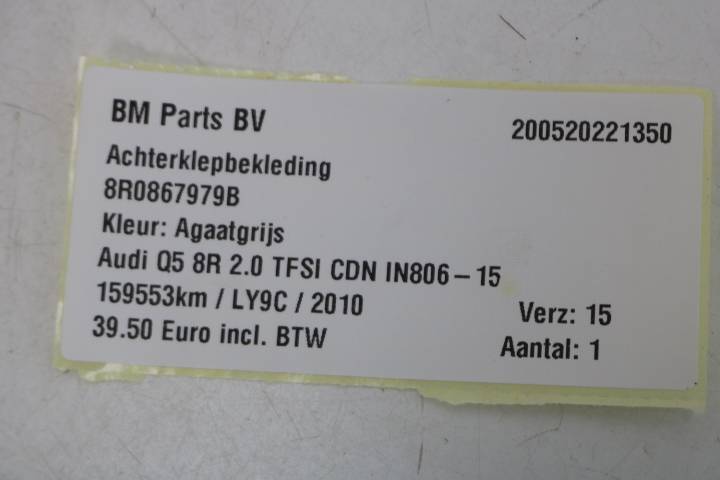 BM Parts BV
200520221350
Achterklepbekleding
8R0867979B
Kleur: Agaatgrijs
Audi Q5 8R 2.0 TFSI CDN IN806 – 15
159553km / LY9C / 2010
Verz: 15
39.50 Euro incl. BTW
Aantal: 1